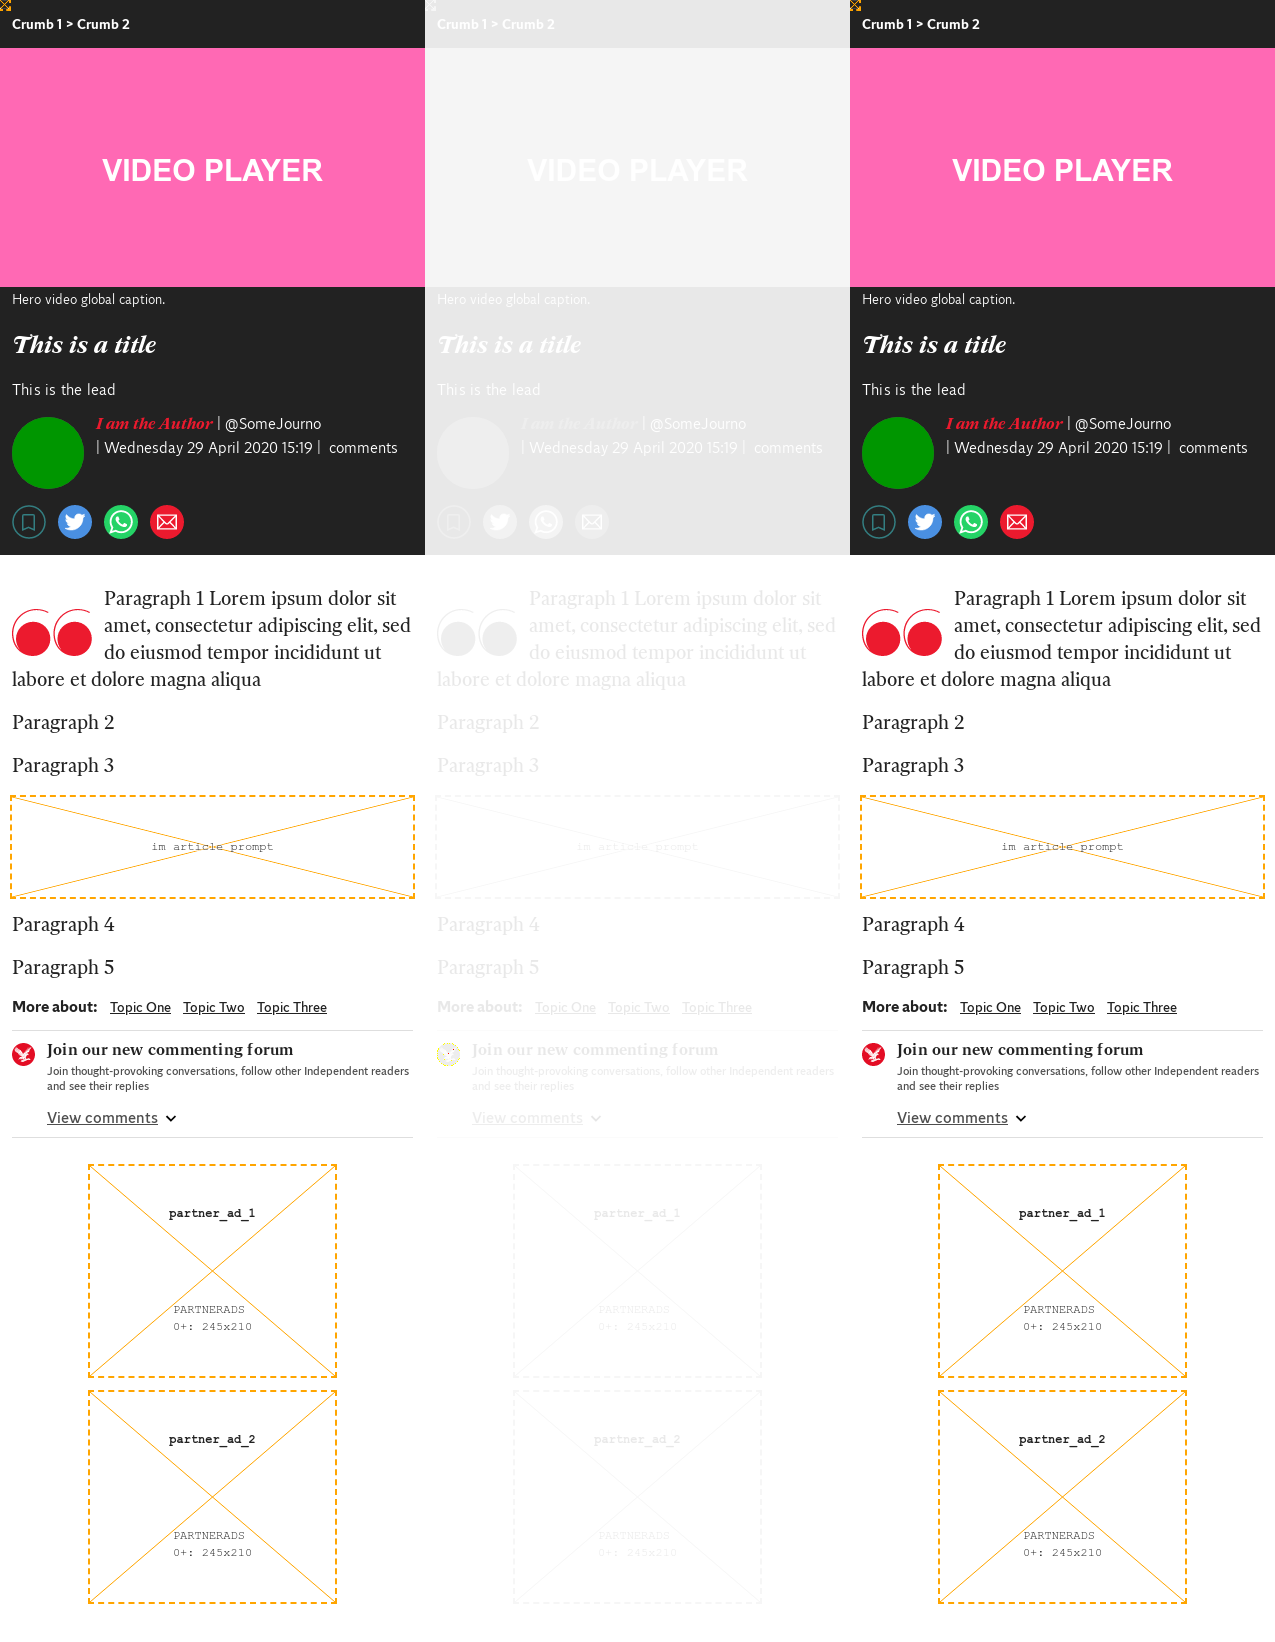 Crumb 1 > Crumb 2
VIDEO PLAYER
Hero video global caption.
This is a title
This is the lead
I am the Author | @SomeJourno
| Wednesday 29 April 2020 15:19 | comments
Paragraph 1 Lorem ipsum dolor sit
amet, consectetur adipiscing elit, sed
do eiusmod tempor incididunt ut
labore et dolore magna aliqua
Paragraph 2
Paragraph 3
im article prompt
Paragraph 4
Paragraph 5
More about: Topic One Topic Two Topic Three
Join our new commenting forum
Join thought-provoking conversations, follow other Independent readers
and see their replies
View comments
partner_ad_1
PARTNERADS
0+: 245x210
partner_ad_2
PARTNERADS
0+: 245x210
Crumb 1 > Crumb 2
VIDEO PLAYER
Hero video global caption.
This is a title
This is the lead
I am the Author | @SomeJourno
| Wednesday 29 April 2020 15:19 | comments
Paragraph 1 Lorem ipsum dolor sit
amet, consectetur adipiscing elit, sed
do eiusmod tempor incididunt ut
labore et dolore magna aliqua
Paragraph 2
Paragraph 3
in article prompt
Paragraph 4
Paragraph 5
More about: Topic One Topic Two Topic Three
Join our new commenting forum
Join thought-provoking conversations, follow other Independent readers
and see their replies
View comments
partner_ad_1
PARTNERADS
0+: 245x210
partner_ad_2
PARTNERADS
0+: 245x210
Crumb 1 > Crumb 2
VIDEO PLAYER
Hero video global caption.
This is a title
This is the lead
I am the Author | @SomeJourno
| Wednesday 29 April 2020 15:19 | comments
Paragraph 1 Lorem ipsum dolor sit
amet, consectetur adipiscing elit, sed
do eiusmod tempor incididunt ut
labore et dolore magna aliqua
Paragraph 2
Paragraph 3
im article prompt
Paragraph 4
Paragraph 5
More about: Topic One Topic Two Topic Three
Join our new commenting forum
Join thought-provoking conversations, follow other Independent readers
and see their replies
View comments
partner_ad_1
PARTNERADS
0+: 245x210
partner_ad_2
PARTNERADS
0+: 245x210